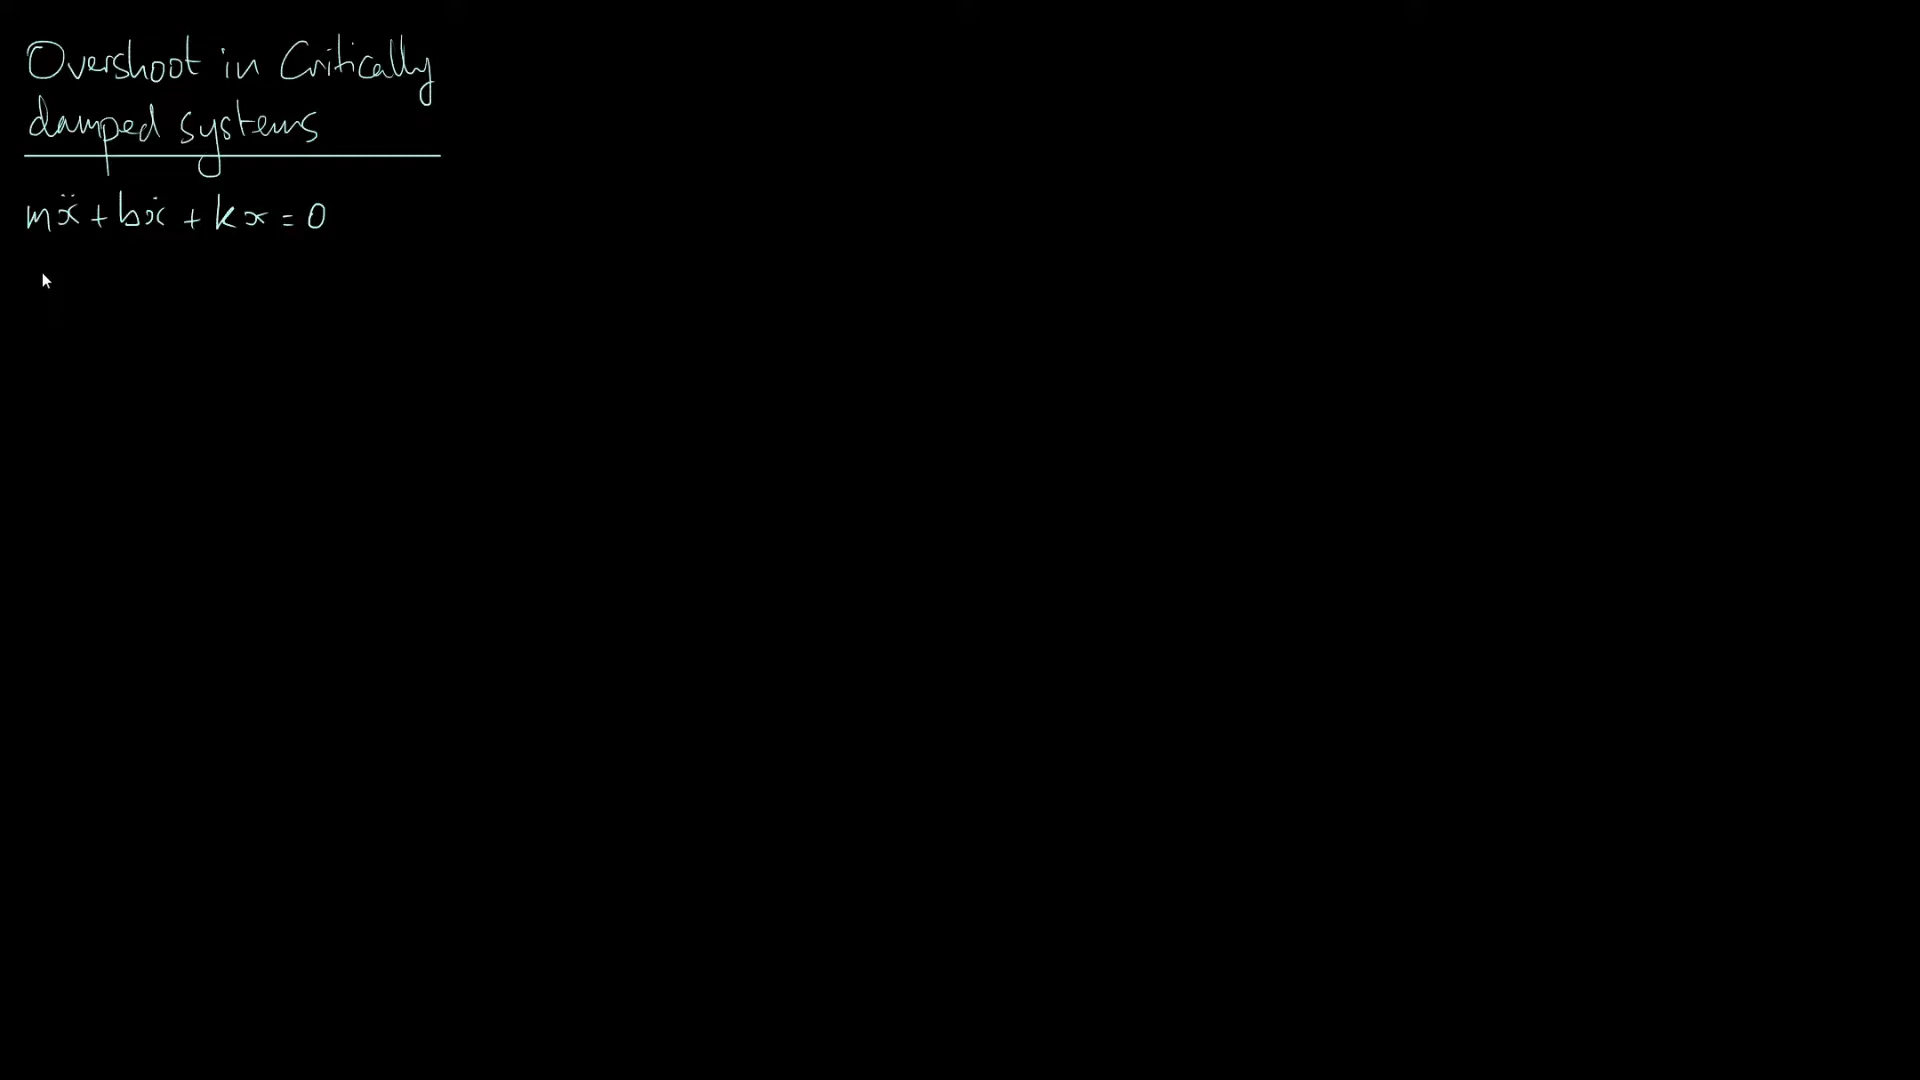 Overshoot in Critically
damped systems
mẍ + bẋ + kx = 0